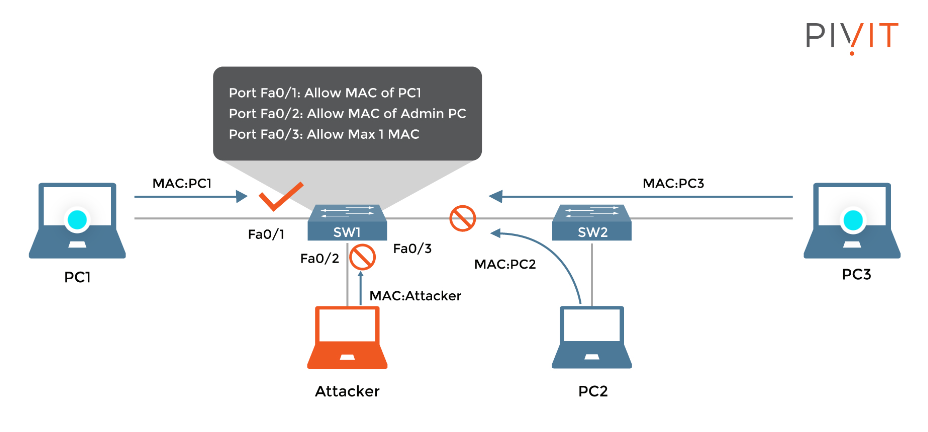 PIVIT
Port Fa0/1: Allow MAC of PC1
Port Fa0/2: Allow MAC of Admin PC
Port Fa0/3: Allow Max 1 MAC
MAC:PC1
MAC:PC3
Fa0/1
SW1
SW2
Fa0/2
Fa0/3
MAC:PC2
PC1
PC3
MAC:Attacker
Attacker
PC2